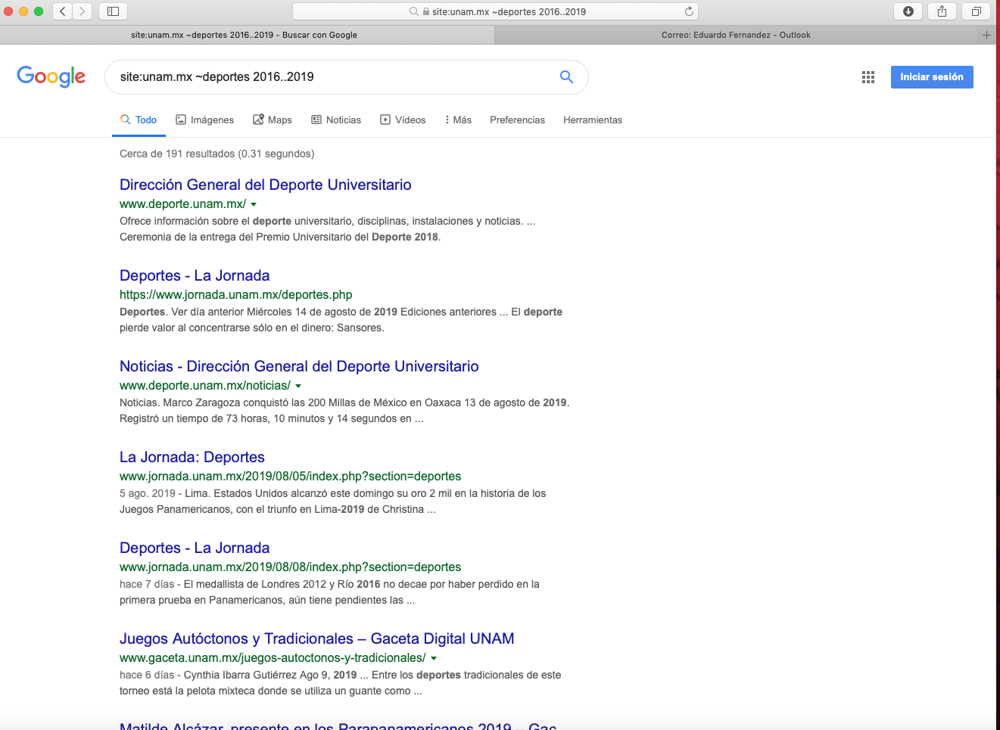 site:unam.mx ~deportes 2016..2019
site:unam.mx ~deportes 2016..2019 - Buscar con Google
Correo: Eduardo Fernandez - Outlook
Google
site:unam.mx ~deportes 2016..2019
Iniciar sesión
Todo Imágenes Maps Noticias Vídeos Más Preferencias Herramientas
Cerca de 191 resultados (0.31 segundos)
Dirección General del Deporte Universitario
www.deporte.unam.mx/
Ofrece información sobre el deporte universitario, disciplinas, instalaciones y noticias. ...
Ceremonia de la entrega del Premio Universitario del Deporte 2018.
Deportes - La Jornada
https://www.jornada.unam.mx/deportes.php
Deportes. Ver día anterior Miércoles 14 de agosto de 2019 Ediciones anteriores ... El deporte
pierde valor al concentrarse sólo en el dinero: Sansores.
Noticias - Dirección General del Deporte Universitario
www.deporte.unam.mx/noticias/
Noticias. Marco Zaragoza conquistó las 200 Millas de México en Oaxaca 13 de agosto de 2019.
Registró un tiempo de 73 horas, 10 minutos y 14 segundos en ...
La Jornada: Deportes
www.jornada.unam.mx/2019/08/05/index.php?section=deportes
5 ago. 2019 - Lima. Estados Unidos alcanzó este domingo su oro 2 mil en la historia de los
Juegos Panamericanos, con el triunfo en Lima-2019 de Christina ...
Deportes - La Jornada
www.jornada.unam.mx/2019/08/08/index.php?section=deportes
hace 7 días - El medallista de Londres 2012 y Río 2016 no decae por haber perdido en la
primera prueba en Panamericanos, aún tiene pendientes las ...
Juegos Autóctonos y Tradicionales – Gaceta Digital UNAM
www.gaceta.unam.mx/juegos-autoctonos-y-tradicionales/
hace 6 días - Cynthia Ibarra Gutiérrez Ago 9, 2019 ... Entre los deportes tradicionales de este
torneo está la pelota mixteca donde se utiliza un guante como ...
Matilde Alcázar, presente en los Parapanamericanos 2019 – Gac...